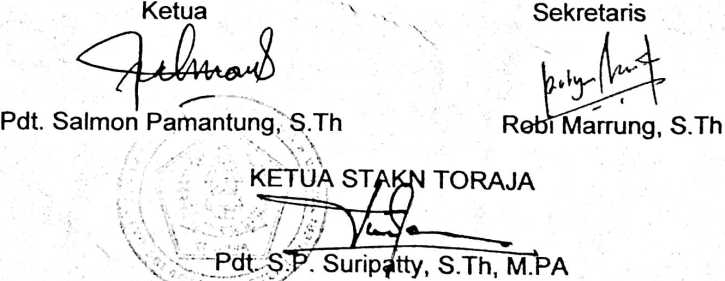 Ketua Sekretaris
Pdt. Salmon Pamantung, S.Th Robi Marrung, S.Th
KETUA STAKN TORAJA
Pdt. S.P. Suripatty, S.Th, M.PA